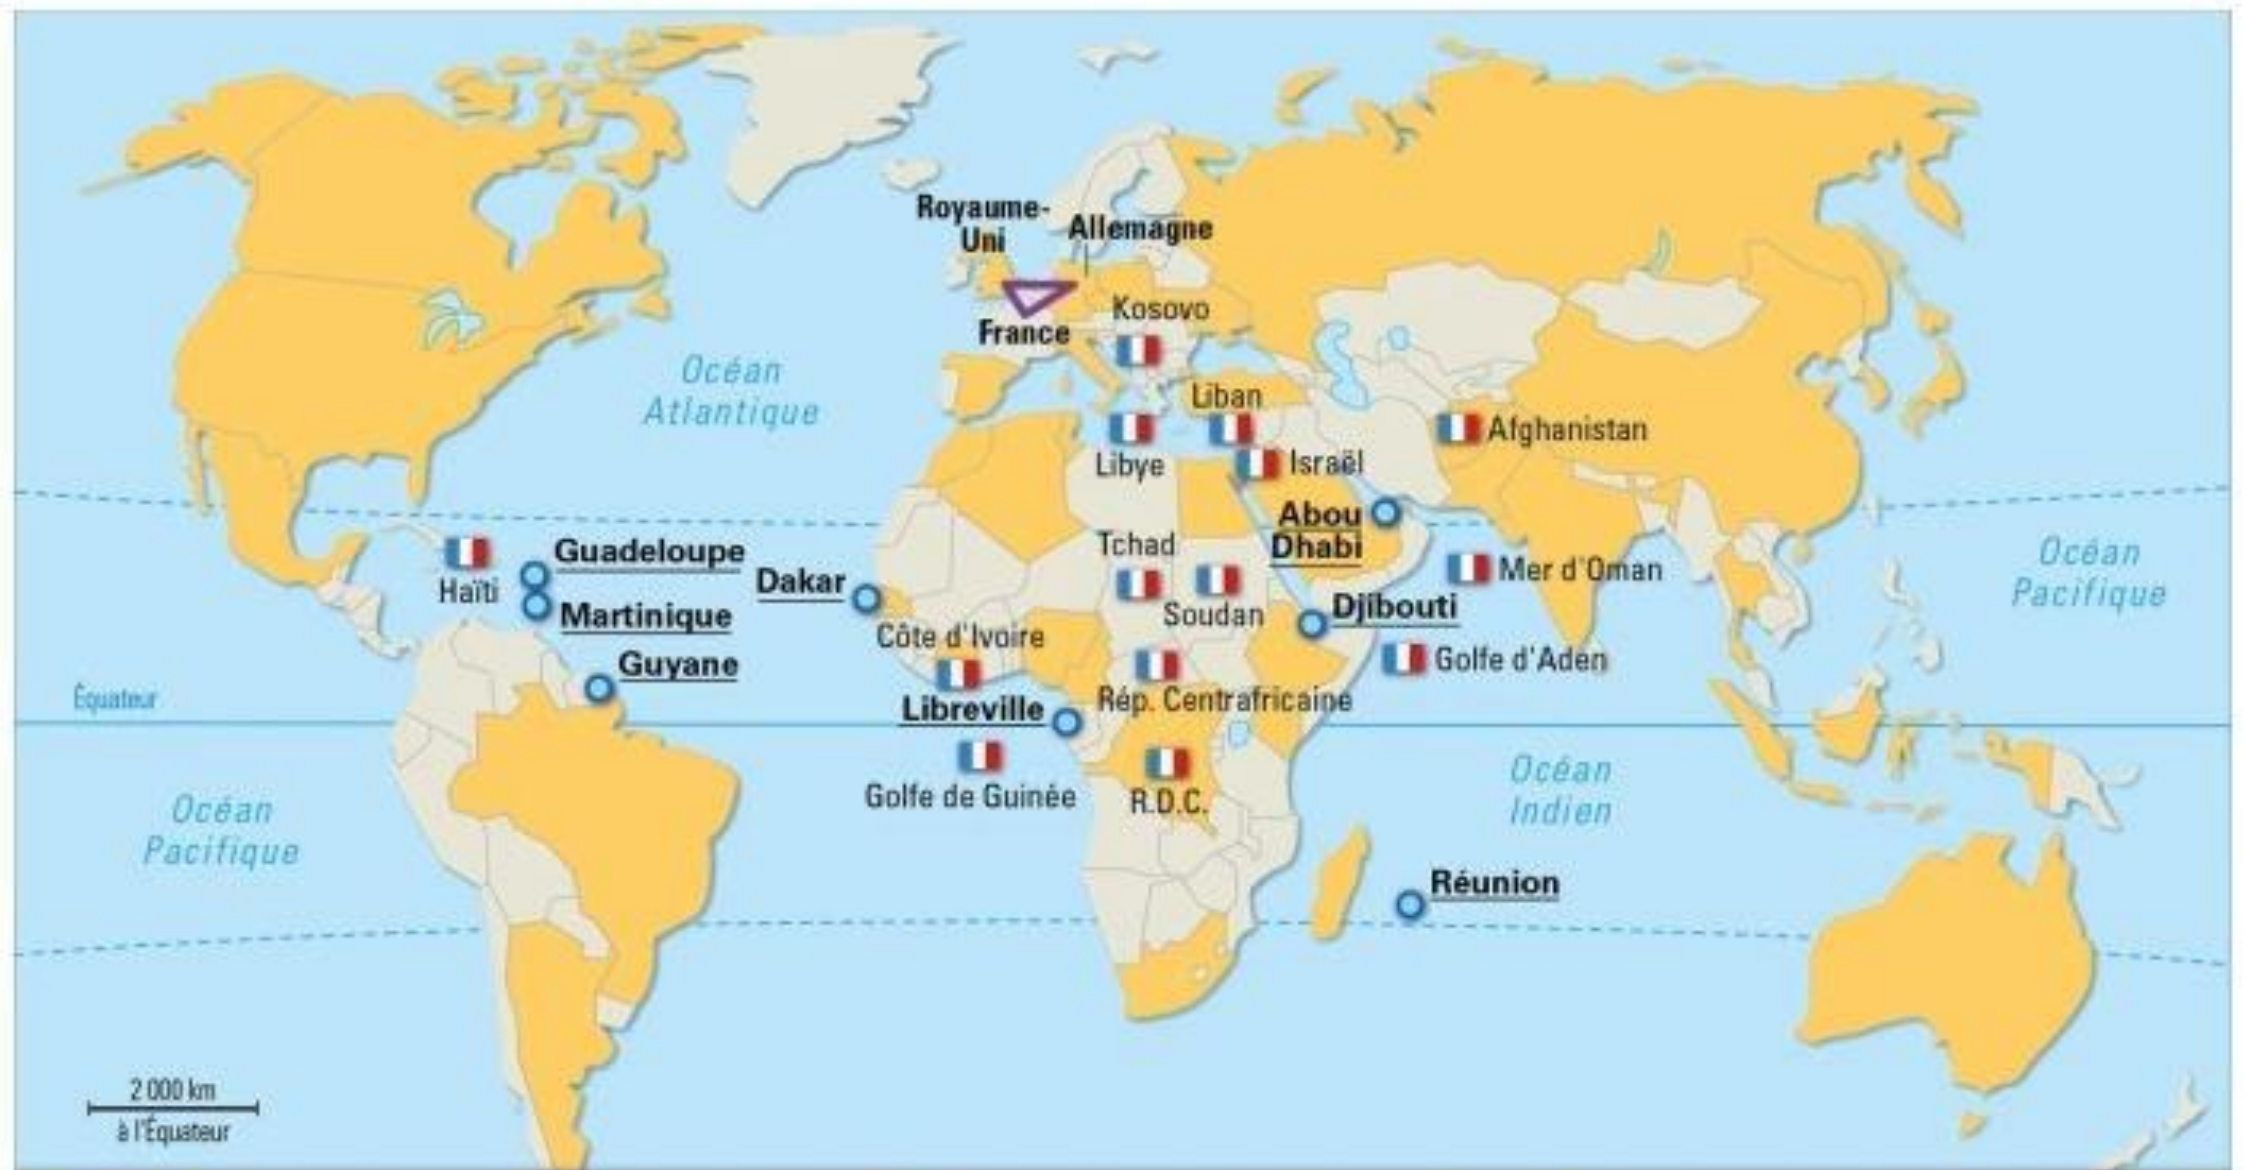 Royaume-
Uni
Allemagne
Kosovo
France
Océan
Atlantique
Liban
Afghanistan
Libye
Israël
Abou
Dhabi
Tchad
Océan
Pacifique
Haïti
Guadeloupe
Dakar
Mer d'Oman
Martinique
Soudan
Djibouti
Côte d'Ivoire
Guyane
Golfe d'Aden
Équateur
Libreville
Rép. Centrafricaine
Golfe de Guinée
R.D.C.
Océan
Indien
Océan
Pacifique
Réunion
2 000 km
à l'Équateur